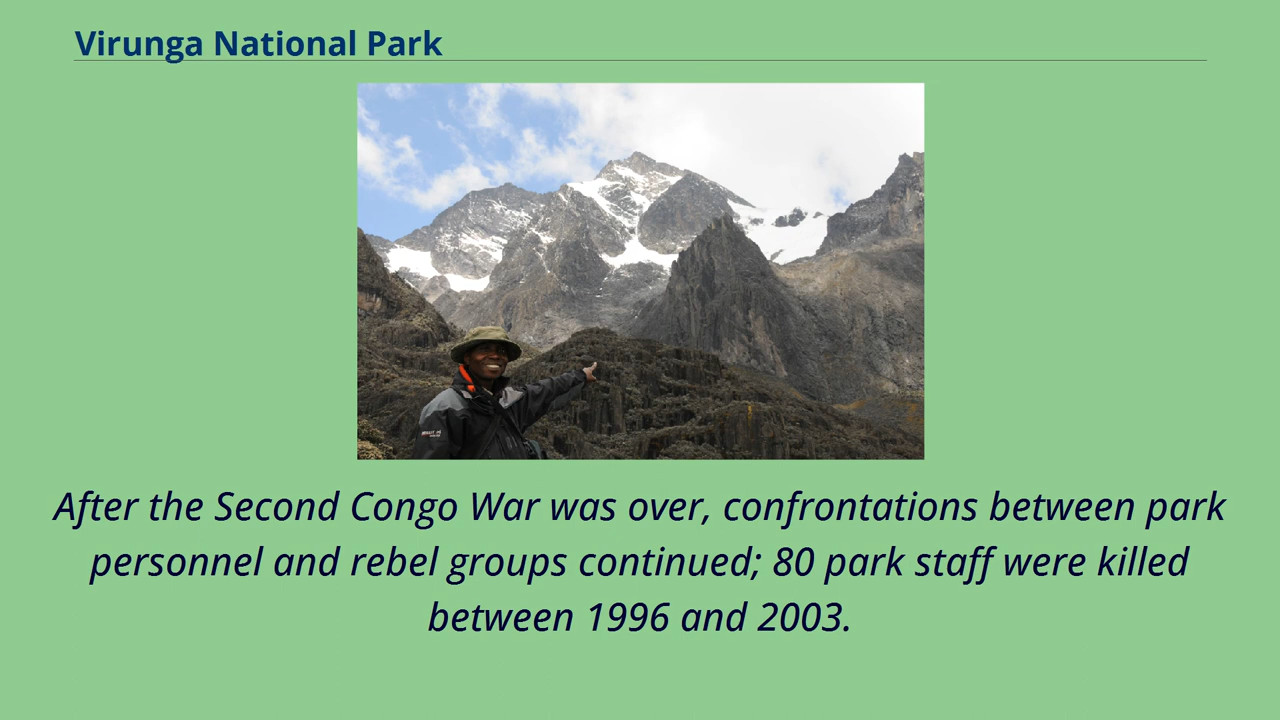 Virunga National Park
After the Second Congo War was over, confrontations between park
personnel and rebel groups continued; 80 park staff were killed
between 1996 and 2003.